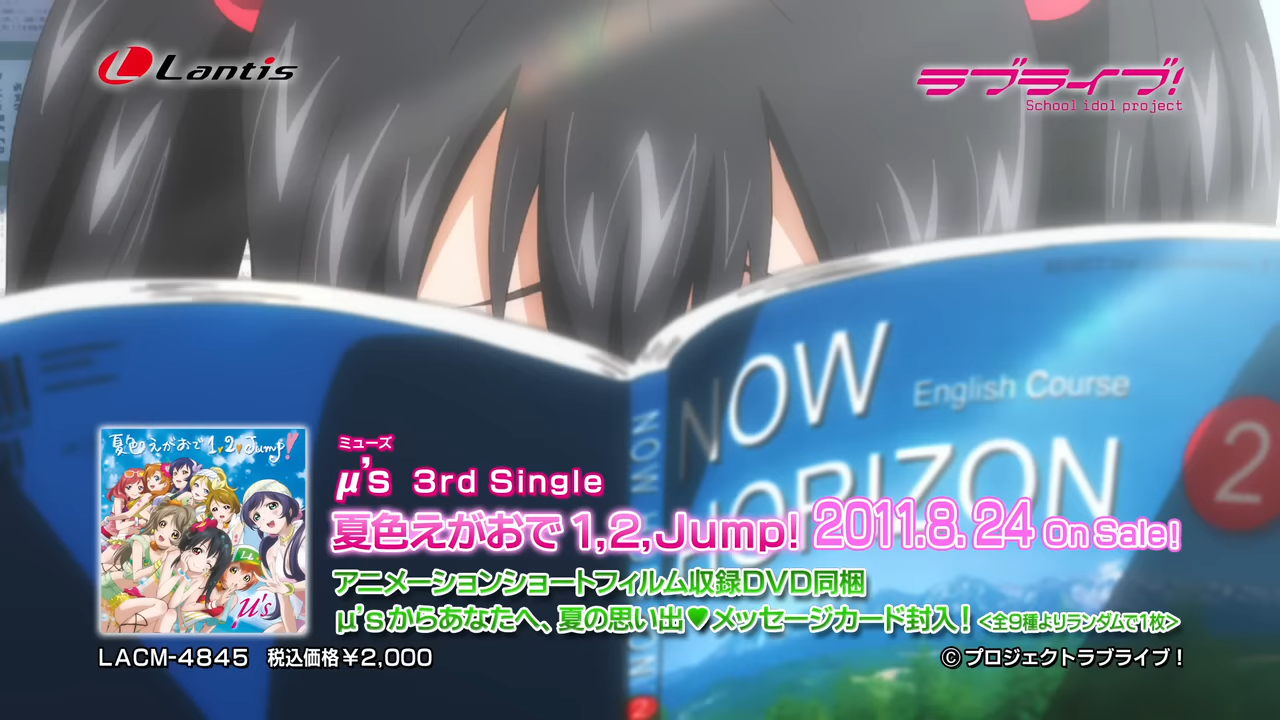 Lantis
ラブライブ!
School idol project
NOW
HORIZON
English Course
2
NOW
2
夏色えがおで1,2,Jump!
μ's
ミューズ
μ's 3rd Single
夏色えがおで1,2,Jump! 2011.8.24 On Sale!
アニメーションショートフィルム収録DVD同梱
μ'sからあなたへ、夏の思い出♥メッセージカード封入！<全9種よりランダムで1枚>
LACM-4845 税込価格￥2,000
©プロジェクトラブライブ！